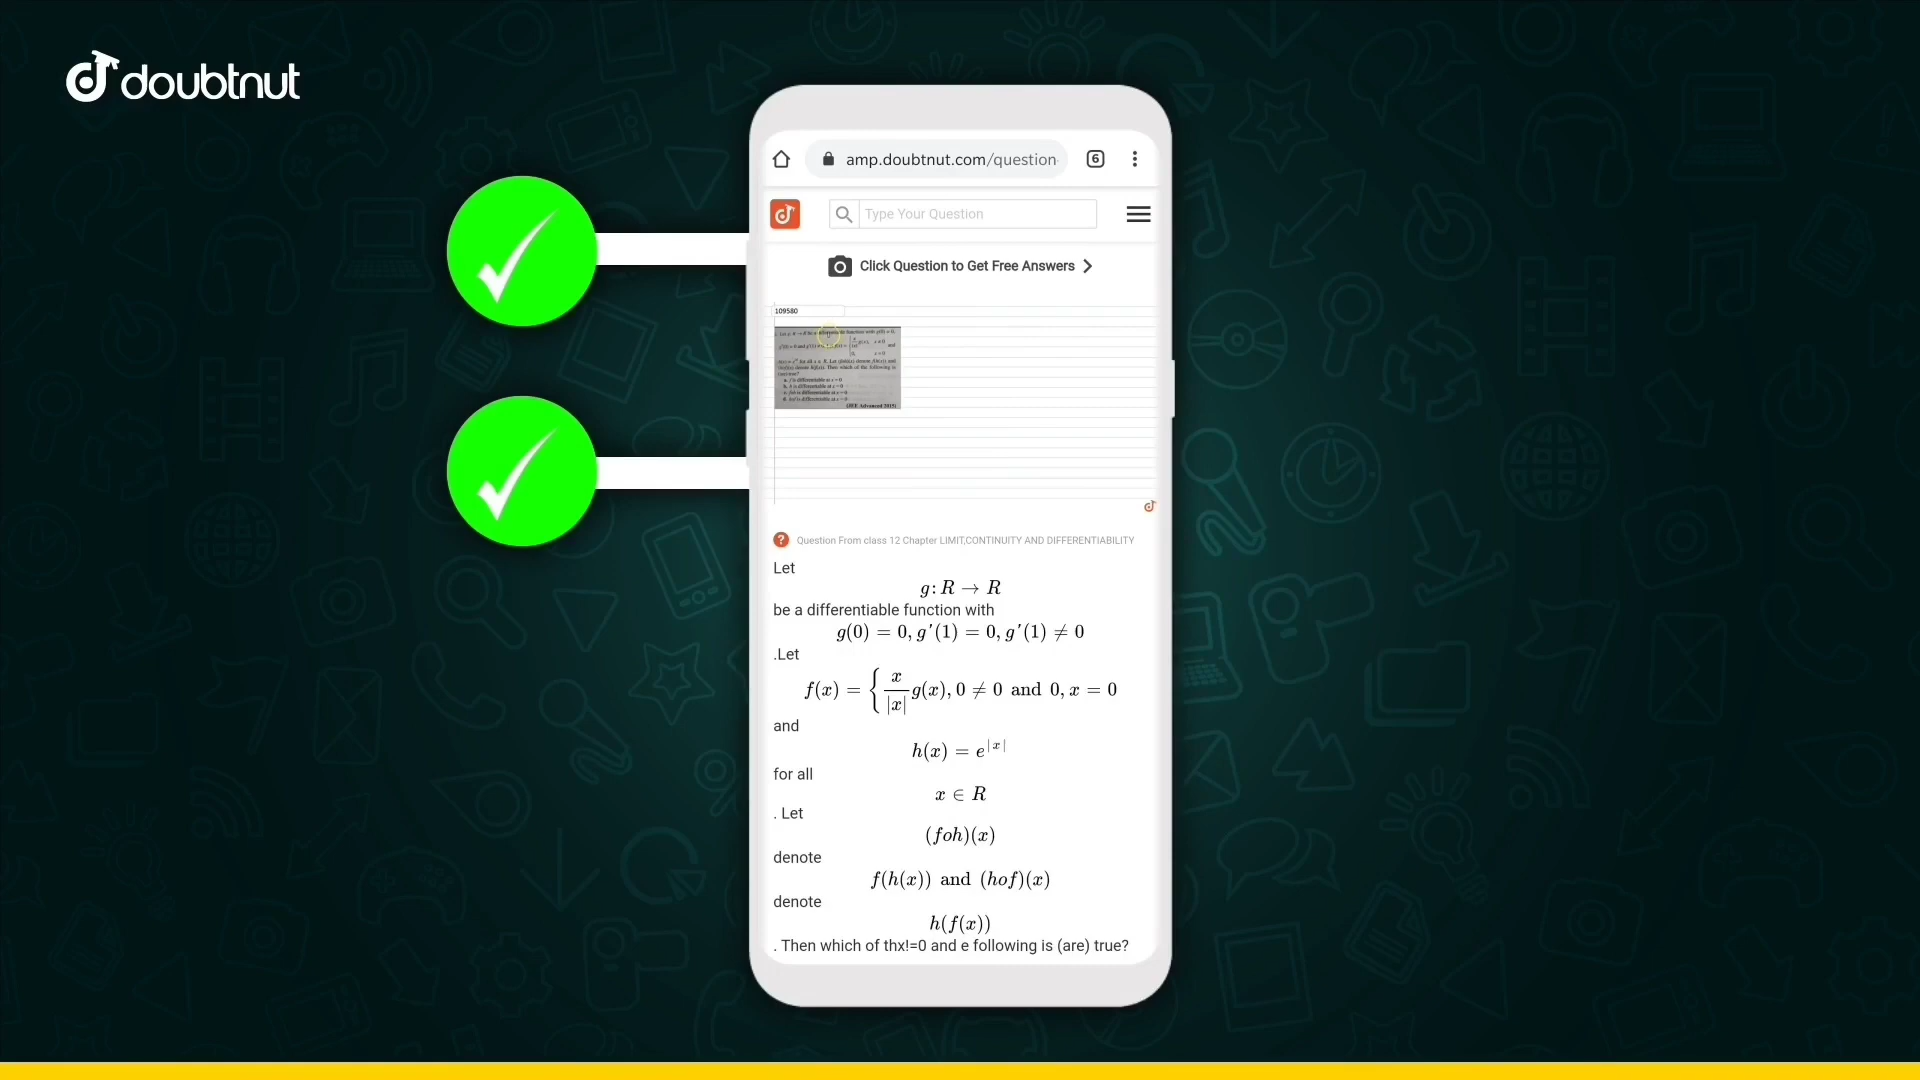 doubtnut
amp.doubtnut.com/question
6
Type Your Question
Click Question to Get Free Answers
109580
(JEE Advanced 2015)
Question From class 12 Chapter LIMIT,CONTINUITY AND DIFFERENTIABILITY
Let
g: R → R
be a differentiable function with
g(0) = 0, g′(1) = 0, g′(1) ≠ 0
.Let
f(x) = { x/|x| g(x), 0 ≠ 0 and 0, x = 0
and
h(x) = e^|x|
for all
x ∈ R
. Let
(foh)(x)
denote
f(h(x)) and (hof)(x)
denote
h(f(x))
. Then which of thx!=0 and e following is (are) true?